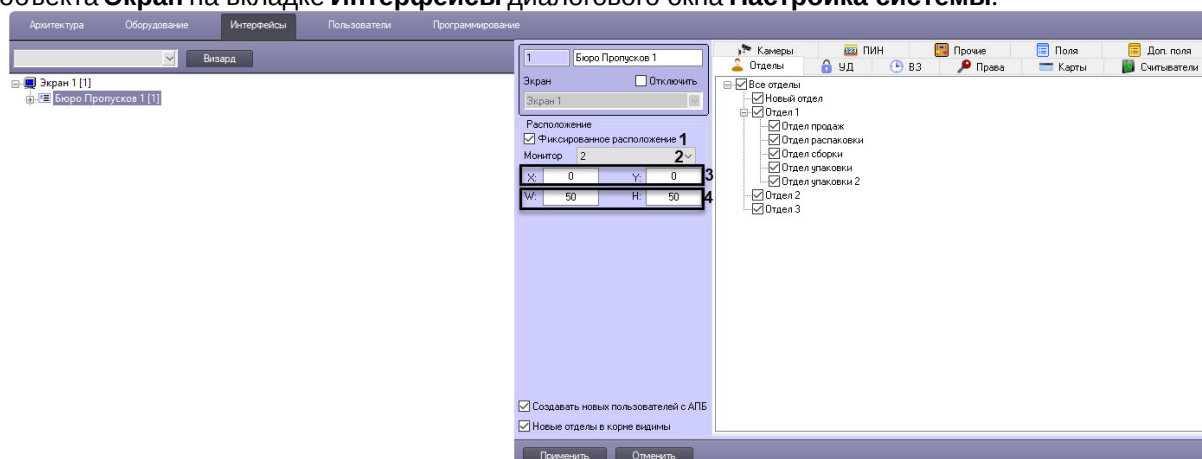 объекта Экран на вкладке Интерфейсы диалогового окна Настройка системы.
Архитектура Оборудование Интерфейсы Пользователи Программирование
Визард
Экран 1 [1]
Бюро Пропусков 1 [1]
1 Бюро Пропусков 1
Экран Отключить
Экран 1
Расположение
Фиксированное расположение 1
Монитор 2 2
X: 0 Y: 0 3
W: 50 H: 50 4
Создавать новых пользователей с АПБ
Новые отделы в корне видимы
Применить Отменить
Камеры ПИН Прочие Поля Доп. поля
Отделы УД ВЗ Права Карты Считыватели
Все отделы
Новый отдел
Отдел 1
Отдел продаж
Отдел распаковки
Отдел сборки
Отдел упаковки
Отдел упаковки 2
Отдел 2
Отдел 3